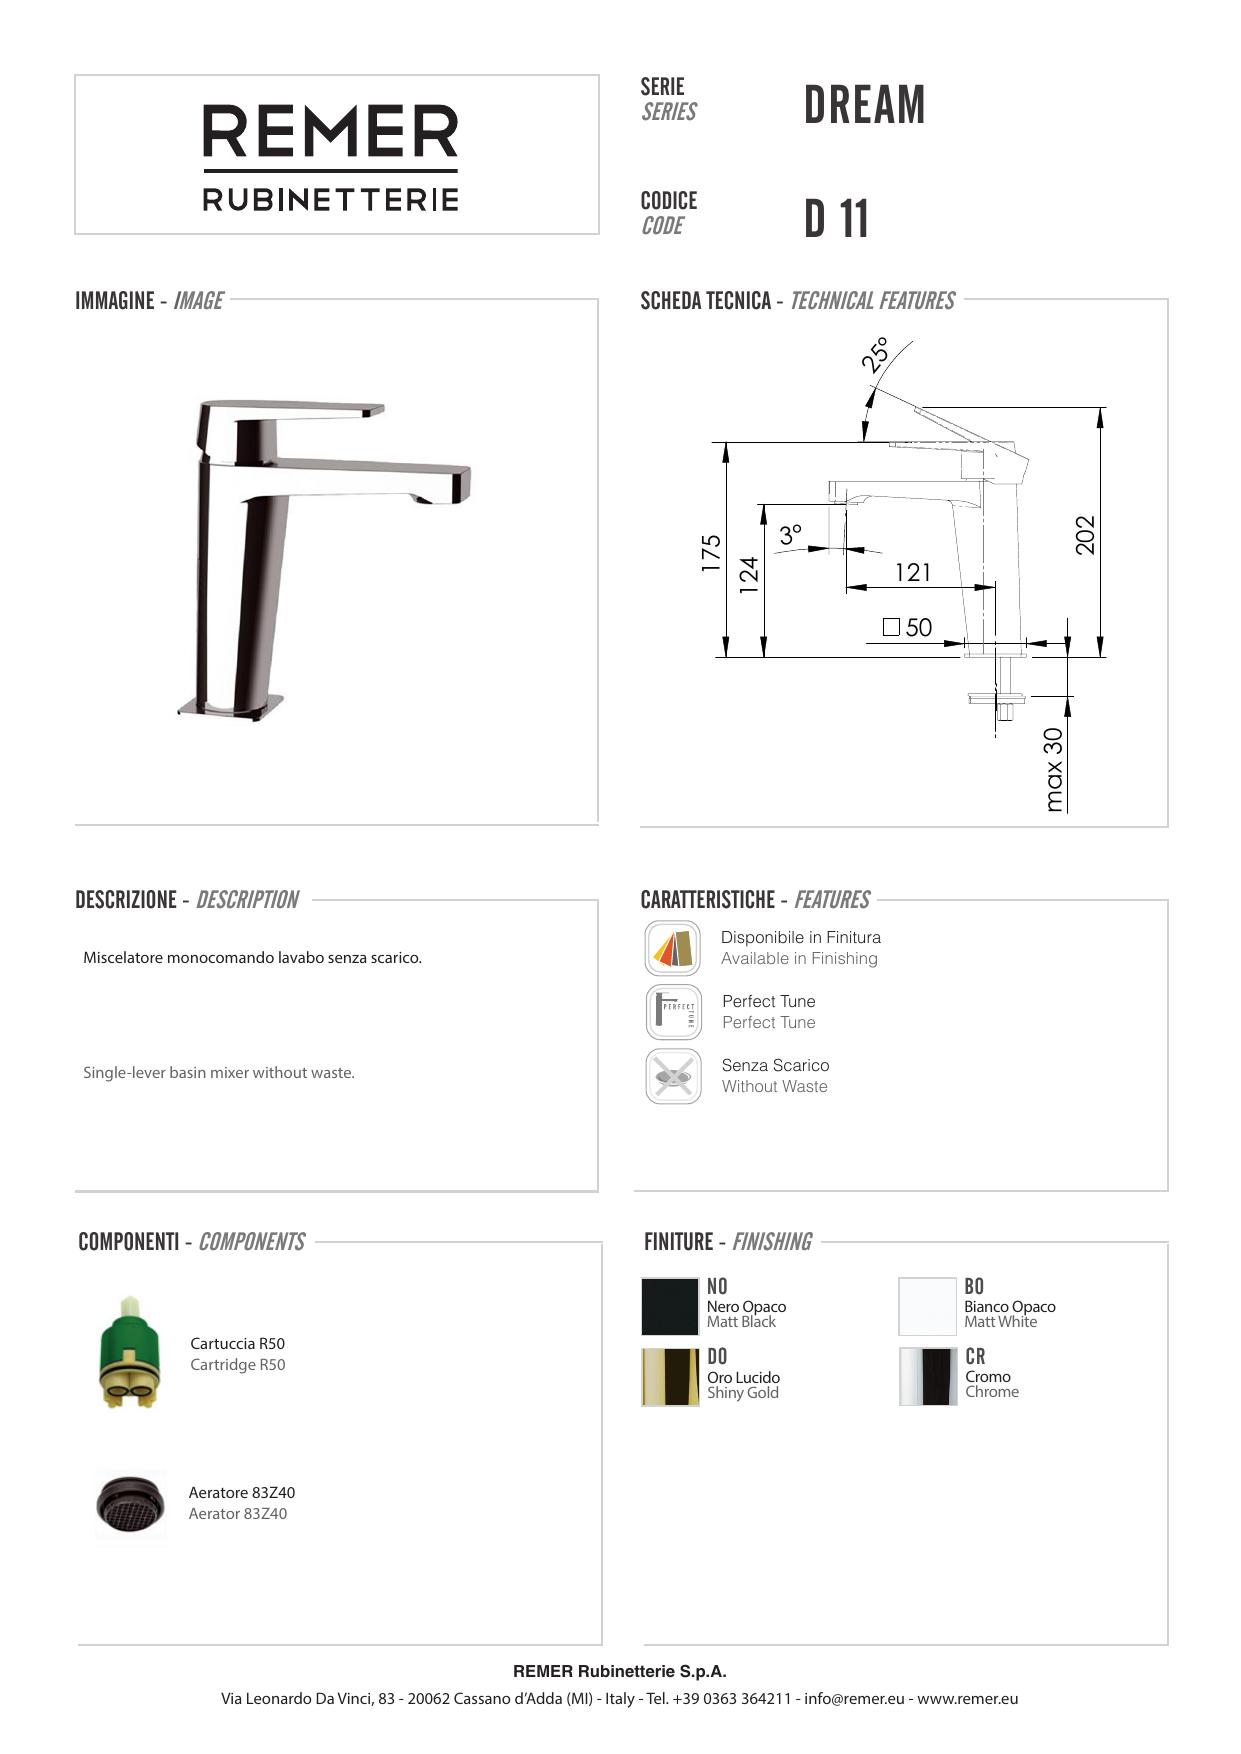 REMER
RUBINETTERIE
SERIE
SERIES
DREAM
CODICE
CODE
D 11
IMMAGINE - IMAGE
SCHEDA TECNICA - TECHNICAL FEATURES
25°
175
124
3°
121
202
50
max 30
DESCRIZIONE - DESCRIPTION
Miscelatore monocomando lavabo senza scarico.
Single-lever basin mixer without waste.
CARATTERISTICHE - FEATURES
Disponibile in Finitura
Available in Finishing
PERFECT
TUNE
Perfect Tune
Perfect Tune
Senza Scarico
Without Waste
COMPONENTI - COMPONENTS
Cartuccia R50
Cartridge R50
Aeratore 83Z40
Aerator 83Z40
FINITURE - FINISHING
NO
Nero Opaco
Matt Black
BO
Bianco Opaco
Matt White
DO
Oro Lucido
Shiny Gold
CR
Cromo
Chrome
REMER Rubinetterie S.p.A.
Via Leonardo Da Vinci, 83 - 20062 Cassano d'Adda (MI) - Italy - Tel. +39 0363 364211 - info@remer.eu - www.remer.eu